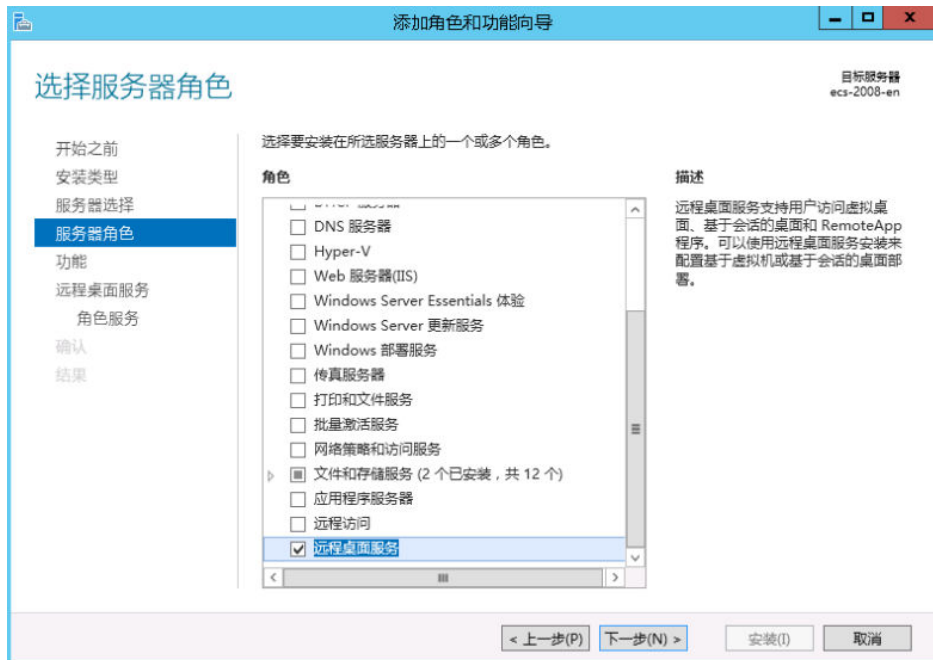 添加角色和功能向导
选择服务器角色
目标服务器
ecs-2008-en
开始之前
安装类型
服务器选择
服务器角色
功能
远程桌面服务
角色服务
确认
结果
选择要安装在所选服务器上的一个或多个角色。
角色
DNS 服务器
Hyper-V
Web 服务器(IIS)
Windows Server Essentials 体验
Windows Server 更新服务
Windows 部署服务
传真服务器
打印和文件服务
批量激活服务
网络策略和访问服务
文件和存储服务 (2 个已安装，共 12 个)
应用程序服务器
远程访问
远程桌面服务
描述
远程桌面服务支持用户访问虚拟桌
面、基于会话的桌面和 RemoteApp
程序。可以使用远程桌面服务安装来
配置基于虚拟机或基于会话的桌面部
署。
< 上一步(P)
下一步(N) >
安装(I)
取消